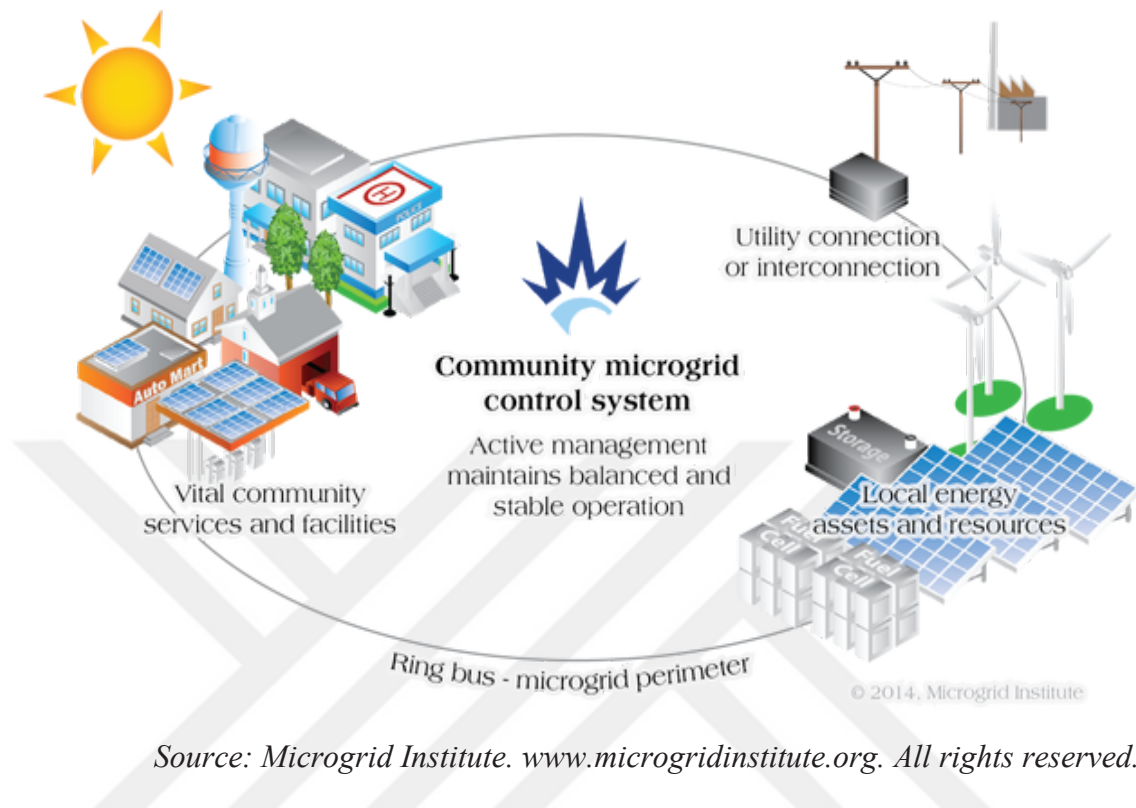 H
POLICE
Utility connection
or interconnection
Auto Mart
Community microgrid
control system
Active management
maintains balanced and
stable operation
Vital community
services and facilities
Storage
Local energy
assets and resources
Fuel
Cell
Fuel
Cell
Ring bus - microgrid perimeter
© 2014, Microgrid Institute
Source: Microgrid Institute. www.microgridinstitute.org. All rights reserved.